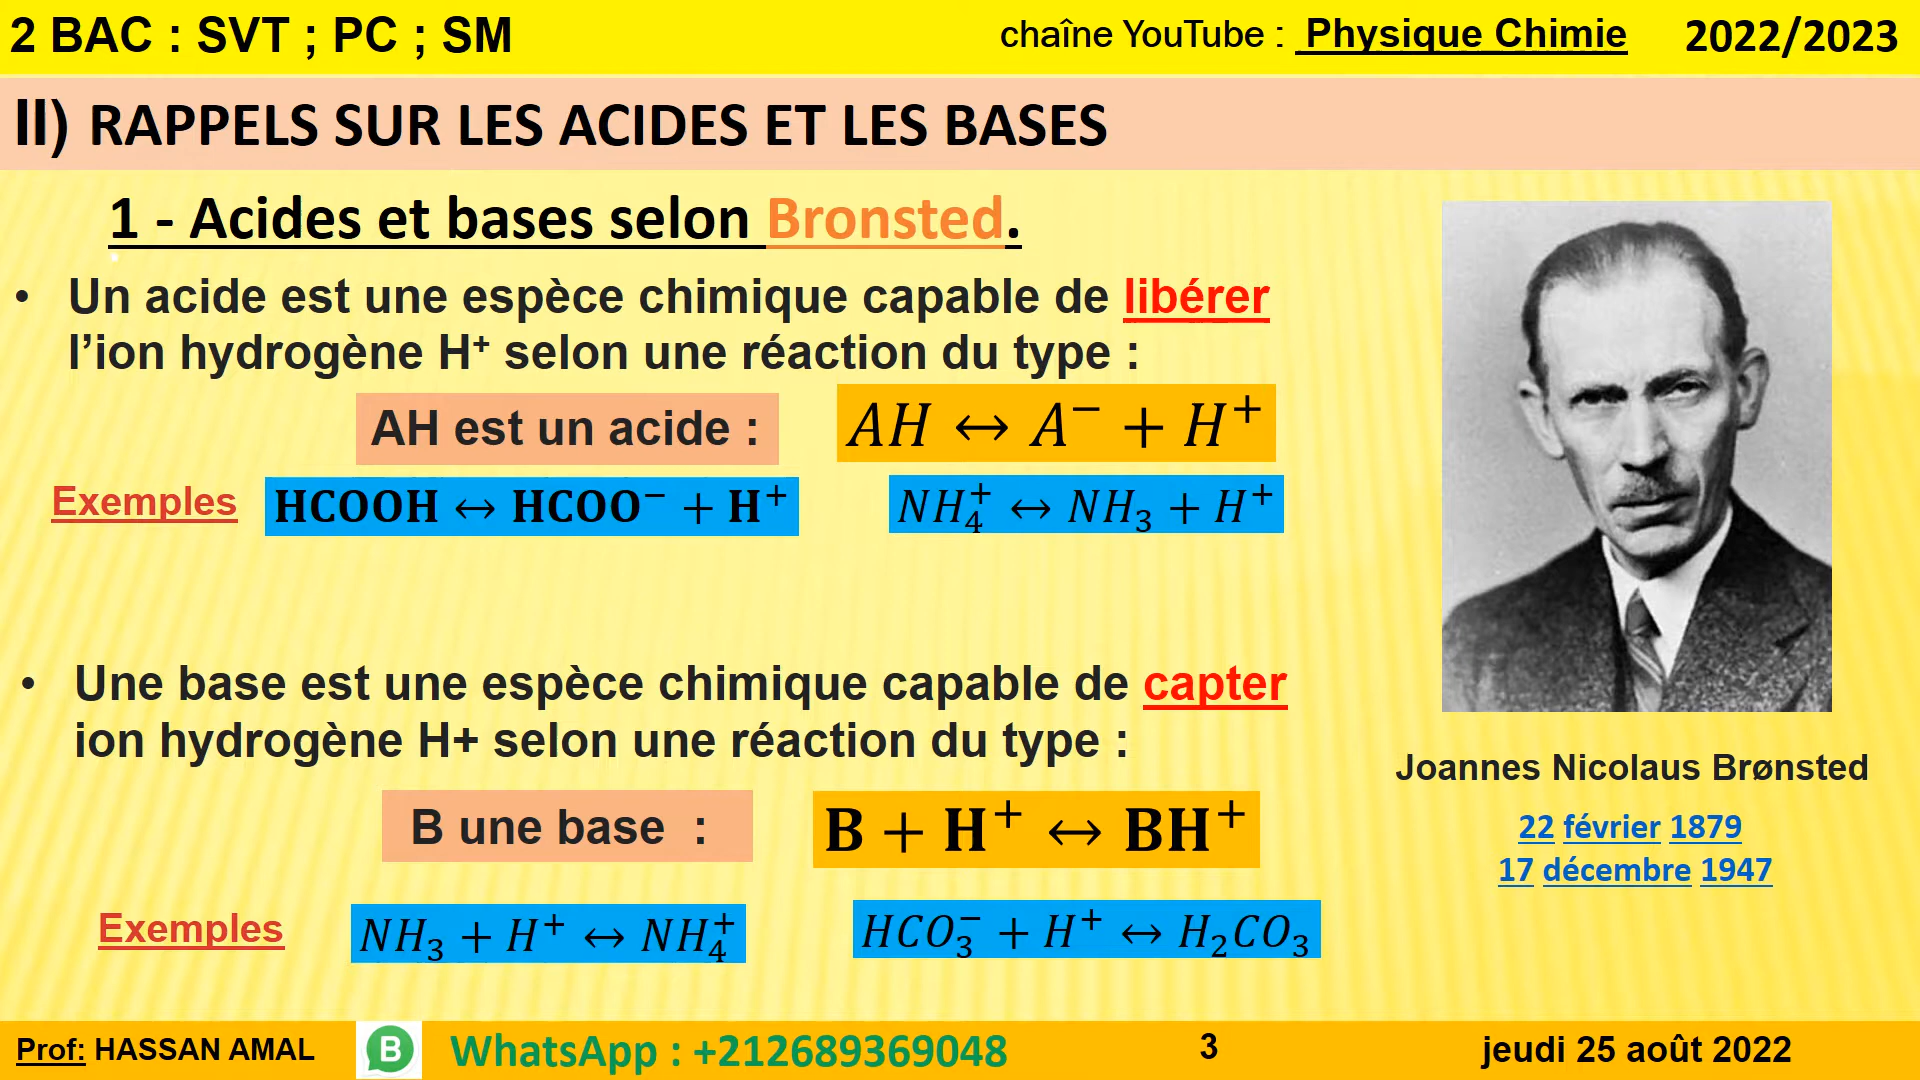 2 BAC : SVT ; PC ; SM
chaîne YouTube : Physique Chimie
2022/2023
II) RAPPELS SUR LES ACIDES ET LES BASES
1 - Acides et bases selon Bronsted.
• Un acide est une espèce chimique capable de libérer
l’ion hydrogène H⁺ selon une réaction du type :
AH est un acide :
AH ↔ A⁻ + H⁺
Exemples
HCOOH ↔ HCOO⁻ + H⁺
NH₄⁺ ↔ NH₃ + H⁺
• Une base est une espèce chimique capable de capter
ion hydrogène H+ selon une réaction du type :
B une base :
B + H⁺ ↔ BH⁺
Exemples
NH₃ + H⁺ ↔ NH₄⁺
HCO₃⁻ + H⁺ ↔ H₂CO₃
Joannes Nicolaus Brønsted
22 février 1879
17 décembre 1947
Prof: HASSAN AMAL
B
WhatsApp : +212689369048
3
jeudi 25 août 2022